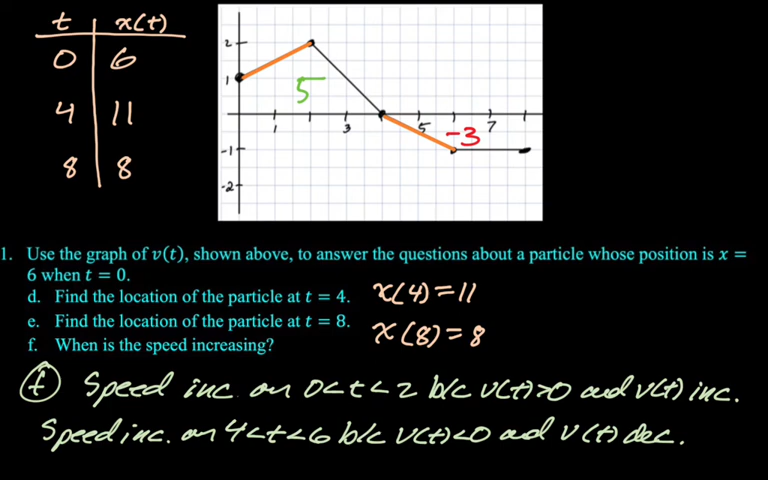 t x(t)
0 6
4 11
8 8
2
1
-1
-2
1 3 5 7
5
-3
1. Use the graph of v(t), shown above, to answer the questions about a particle whose position is x =
6 when t = 0.
d. Find the location of the particle at t = 4. x(4)=11
e. Find the location of the particle at t = 8. x(8)=8
f. When is the speed increasing?
f Speed inc. on 0<t<2 b/c v(t)>0 and v(t) inc.
Speed inc. on 4<t<6 b/c v(t)<0 and v(t) dec.